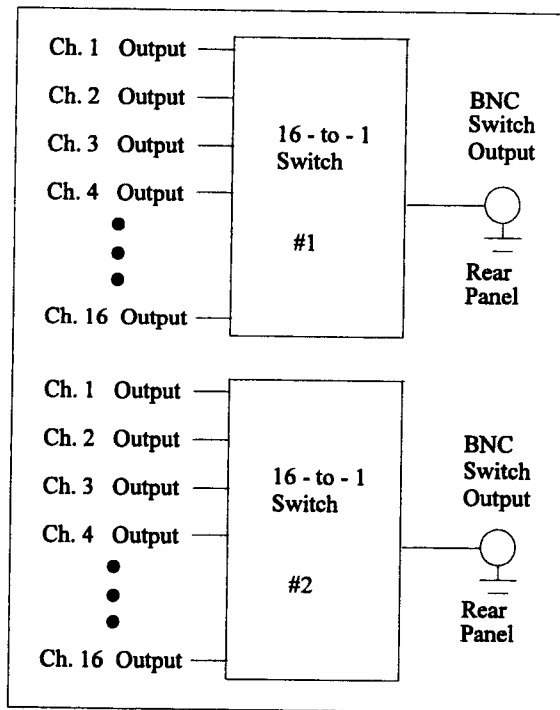 Ch. 1 Output
Ch. 2 Output
Ch. 3 Output
Ch. 4 Output
Ch. 16 Output
16 - to - 1
Switch
#1
BNC
Switch
Output
Rear
Panel
Ch. 1 Output
Ch. 2 Output
Ch. 3 Output
Ch. 4 Output
Ch. 16 Output
16 - to - 1
Switch
#2
BNC
Switch
Output
Rear
Panel